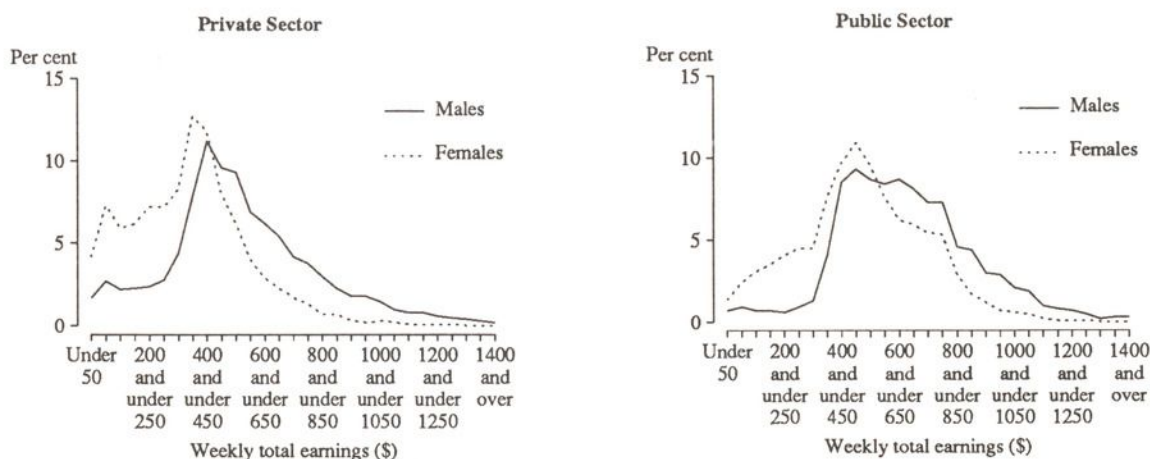 Private Sector
Per cent
15
10
5
0
Males
Females
Under 200 400 600 800 1000 1200 1400
50 and and and and and and and
under under under under under under over
250 450 650 850 1050 1250
Weekly total earnings ($)
Public Sector
Per cent
15
10
5
0
Males
Females
Under 200 400 600 800 1000 1200 1400
50 and and and and and and and
under under under under under under over
250 450 650 850 1050 1250
Weekly total earnings ($)